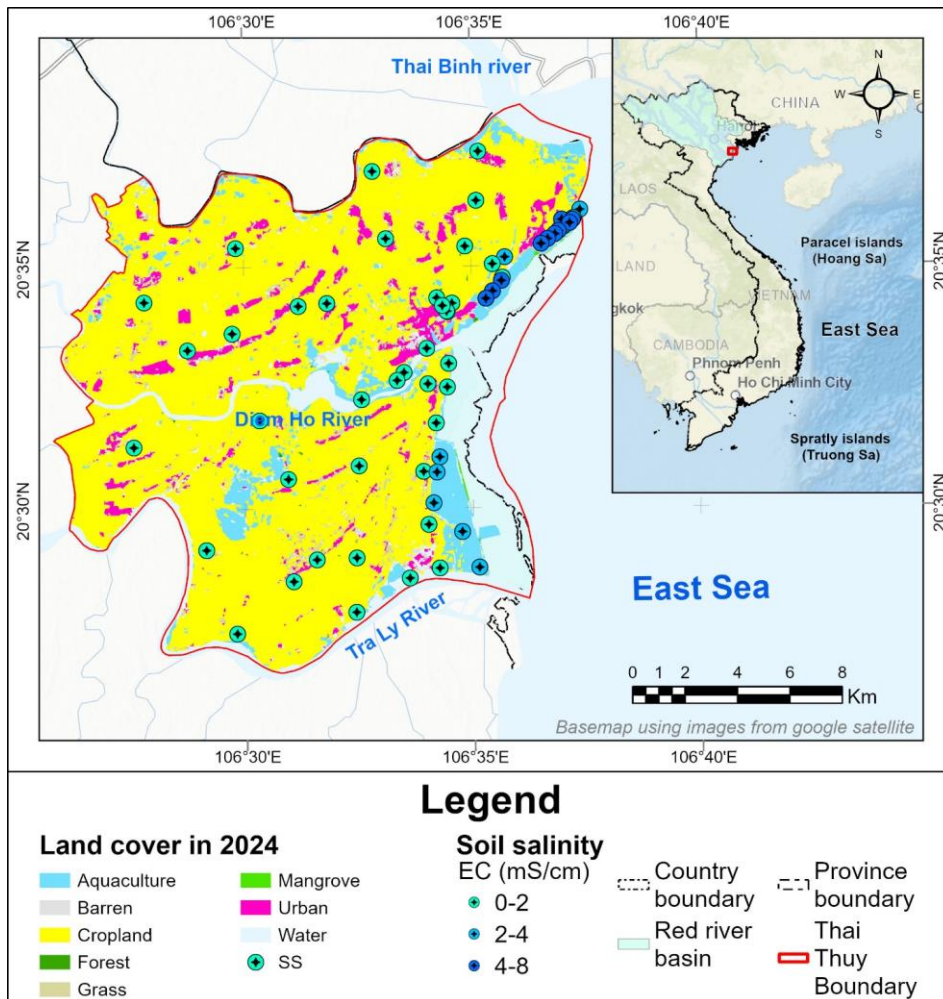 106°30'E 106°35'E 106°40'E
Thai Binh river
N
W E
S
CHINA
Hanoi
LAOS
20°35'N
20°35'N
Paracel islands
(Hoang Sa)
LAND
VIETNAM
gkok
East Sea
CAMBODIA
Phnom Penh
Ho Chi Minh City
Diem Ho River
Spratly islands
(Truong Sa)
20°30'N
20°30'N
East Sea
Tra Ly River
0 1 2 4 6 8
Km
Basemap using images from google satellite
106°30'E 106°35'E 106°40'E
Legend
Land cover in 2024
Aquaculture
Barren
Cropland
Forest
Grass
Mangrove
Urban
Water
SS
Soil salinity
EC (mS/cm)
0-2
2-4
4-8
Country
boundary
Red river
basin
Province
boundary
Thai
Thuy
Boundary